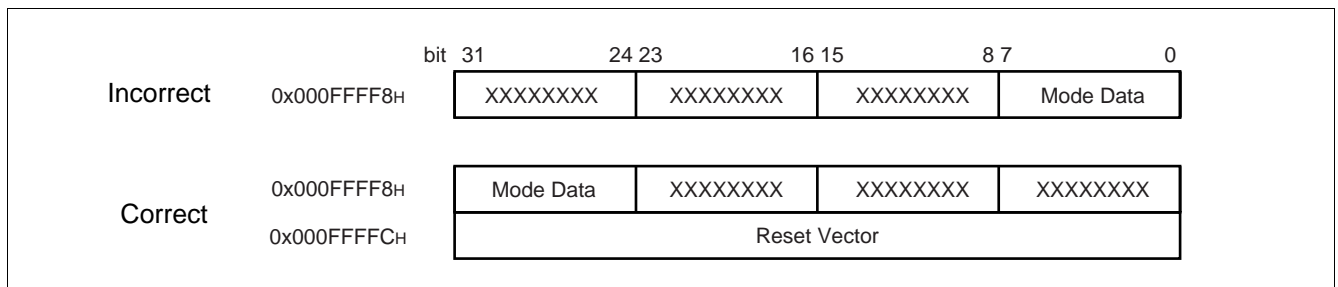 bit 31 24 23 16 15 8 7 0
Incorrect 0x000FFFF8H XXXXXXXX XXXXXXXX XXXXXXXX Mode Data
0x000FFFF8H Mode Data XXXXXXXX XXXXXXXX XXXXXXXX
Correct
0x000FFFFCH Reset Vector